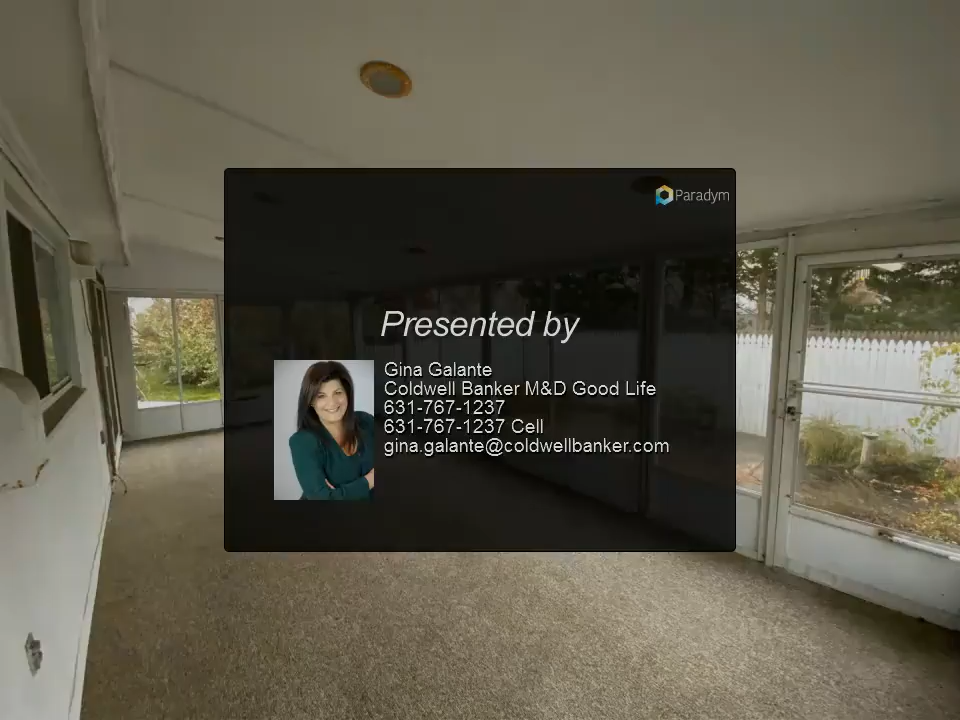 Paradym
Presented by
Gina Galante
Coldwell Banker M&D Good Life
631-767-1237
631-767-1237 Cell
gina.galante@coldwellbanker.com